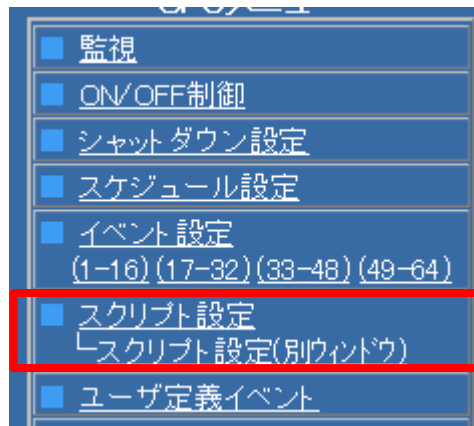 監視
ON/OFF制御
シャットダウン設定
スケジュール設定
イベント設定
(1-16)(17-32)(33-48)(49-64)
スクリプト設定
└スクリプト設定(別ウィンドウ)
ユーザ定義イベント